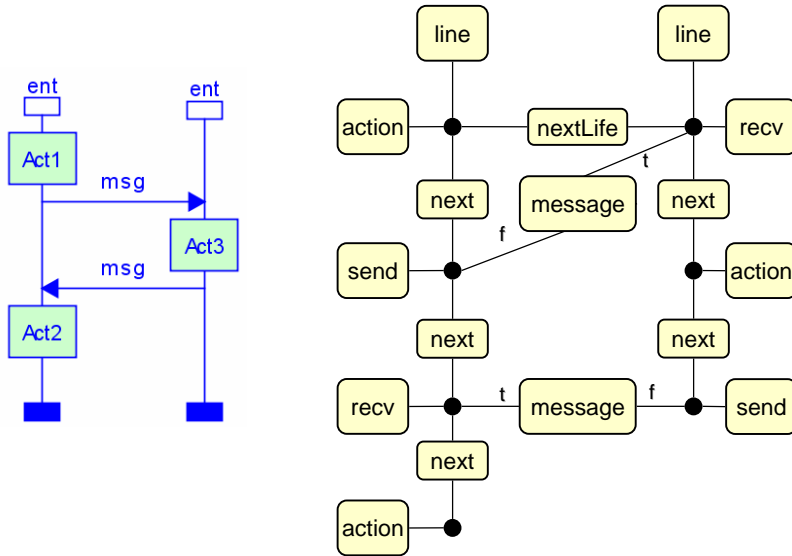 ent
ent
Act1
msg
Act3
msg
Act2
line
line
action
nextLife
recv
t
next
message
next
f
send
action
next
next
recv
t
message
f
send
next
action